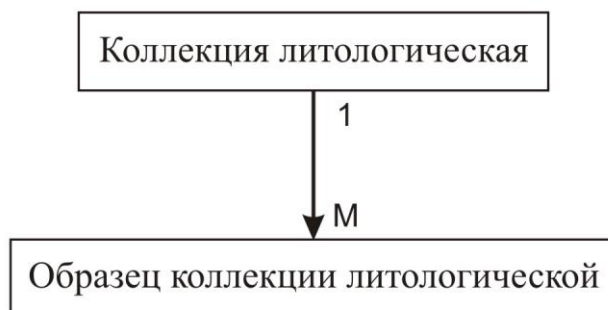 Коллекция литологическая
1
М
Образец коллекции литологической